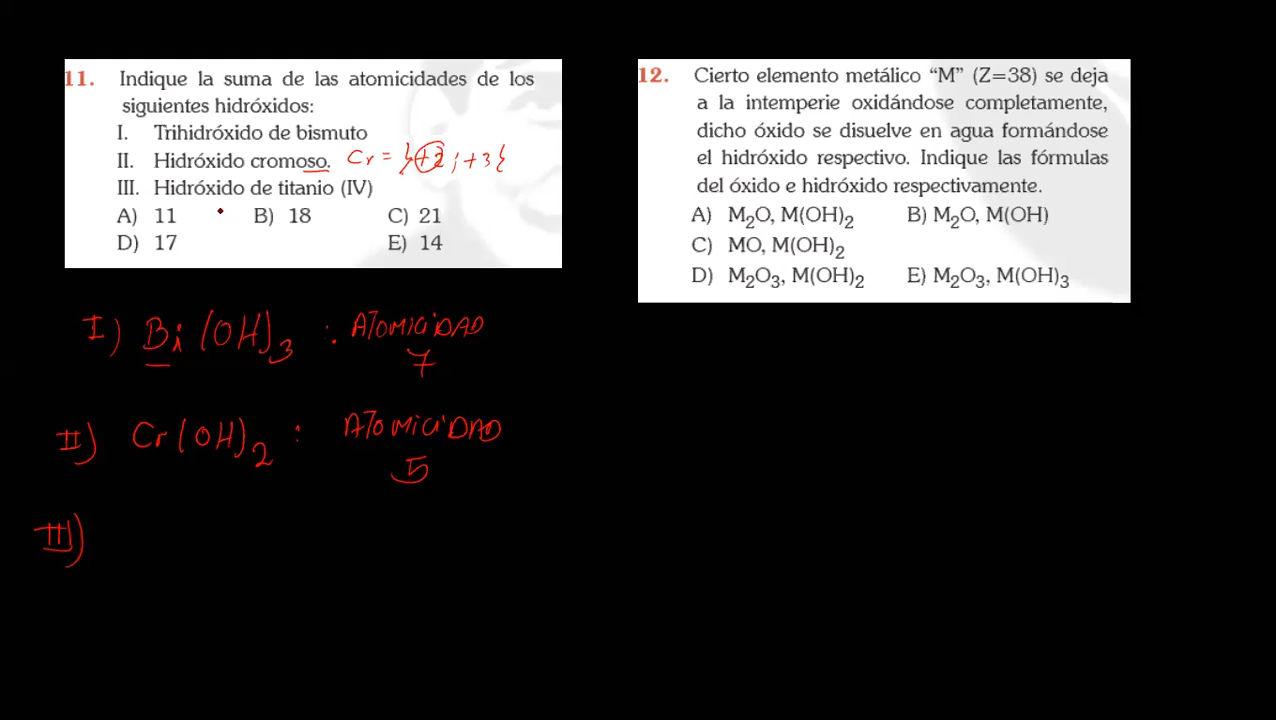 11. Indique la suma de las atomicidades de los
siguientes hidróxidos:
I. Trihidróxido de bismuto
II. Hidróxido cromoso. Cr = }+2 ; +3{
III. Hidróxido de titanio (IV)
A) 11 B) 18 C) 21
D) 17 E) 14
I) Bi (OH)3 : ATOMICIDAD
7
II) Cr (OH)2 : ATOMICIDAD
5
III)
12. Cierto elemento metálico “M” (Z=38) se deja
a la intemperie oxidándose completamente,
dicho óxido se disuelve en agua formándose
el hidróxido respectivo. Indique las fórmulas
del óxido e hidróxido respectivamente.
A) M2O, M(OH)2 B) M2O, M(OH)
C) MO, M(OH)2
D) M2O3, M(OH)2 E) M2O3, M(OH)3